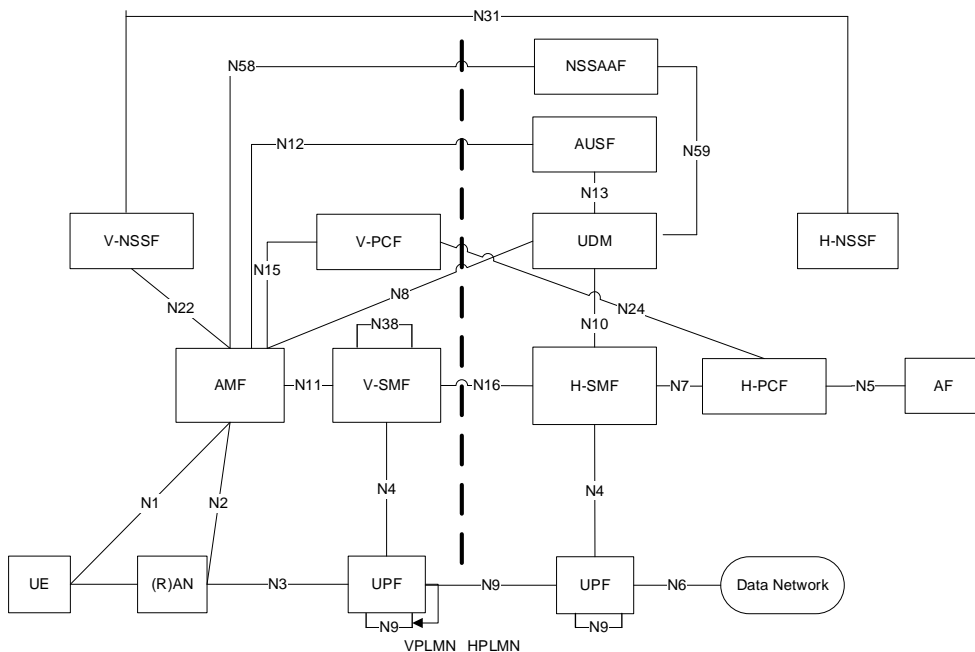 N31
N58
NSSAAF
N12
AUSF
N59
N13
V-NSSF
V-PCF
UDM
H-NSSF
N15
N8
N22
N24
N38
N10
AMF
N11
V-SMF
N16
H-SMF
N7
H-PCF
N5
AF
N1
N2
N4
N4
UE
(R)AN
N3
UPF
N9
UPF
N6
Data Network
N9
N9
VPLMN HPLMN